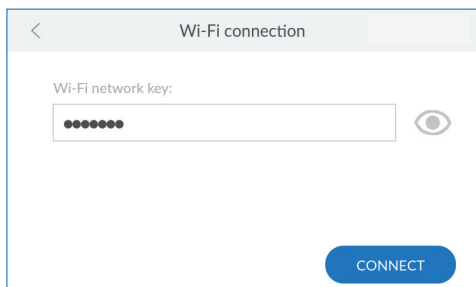 Wi-Fi connection
Wi-Fi network key:
●●●●●●●
CONNECT